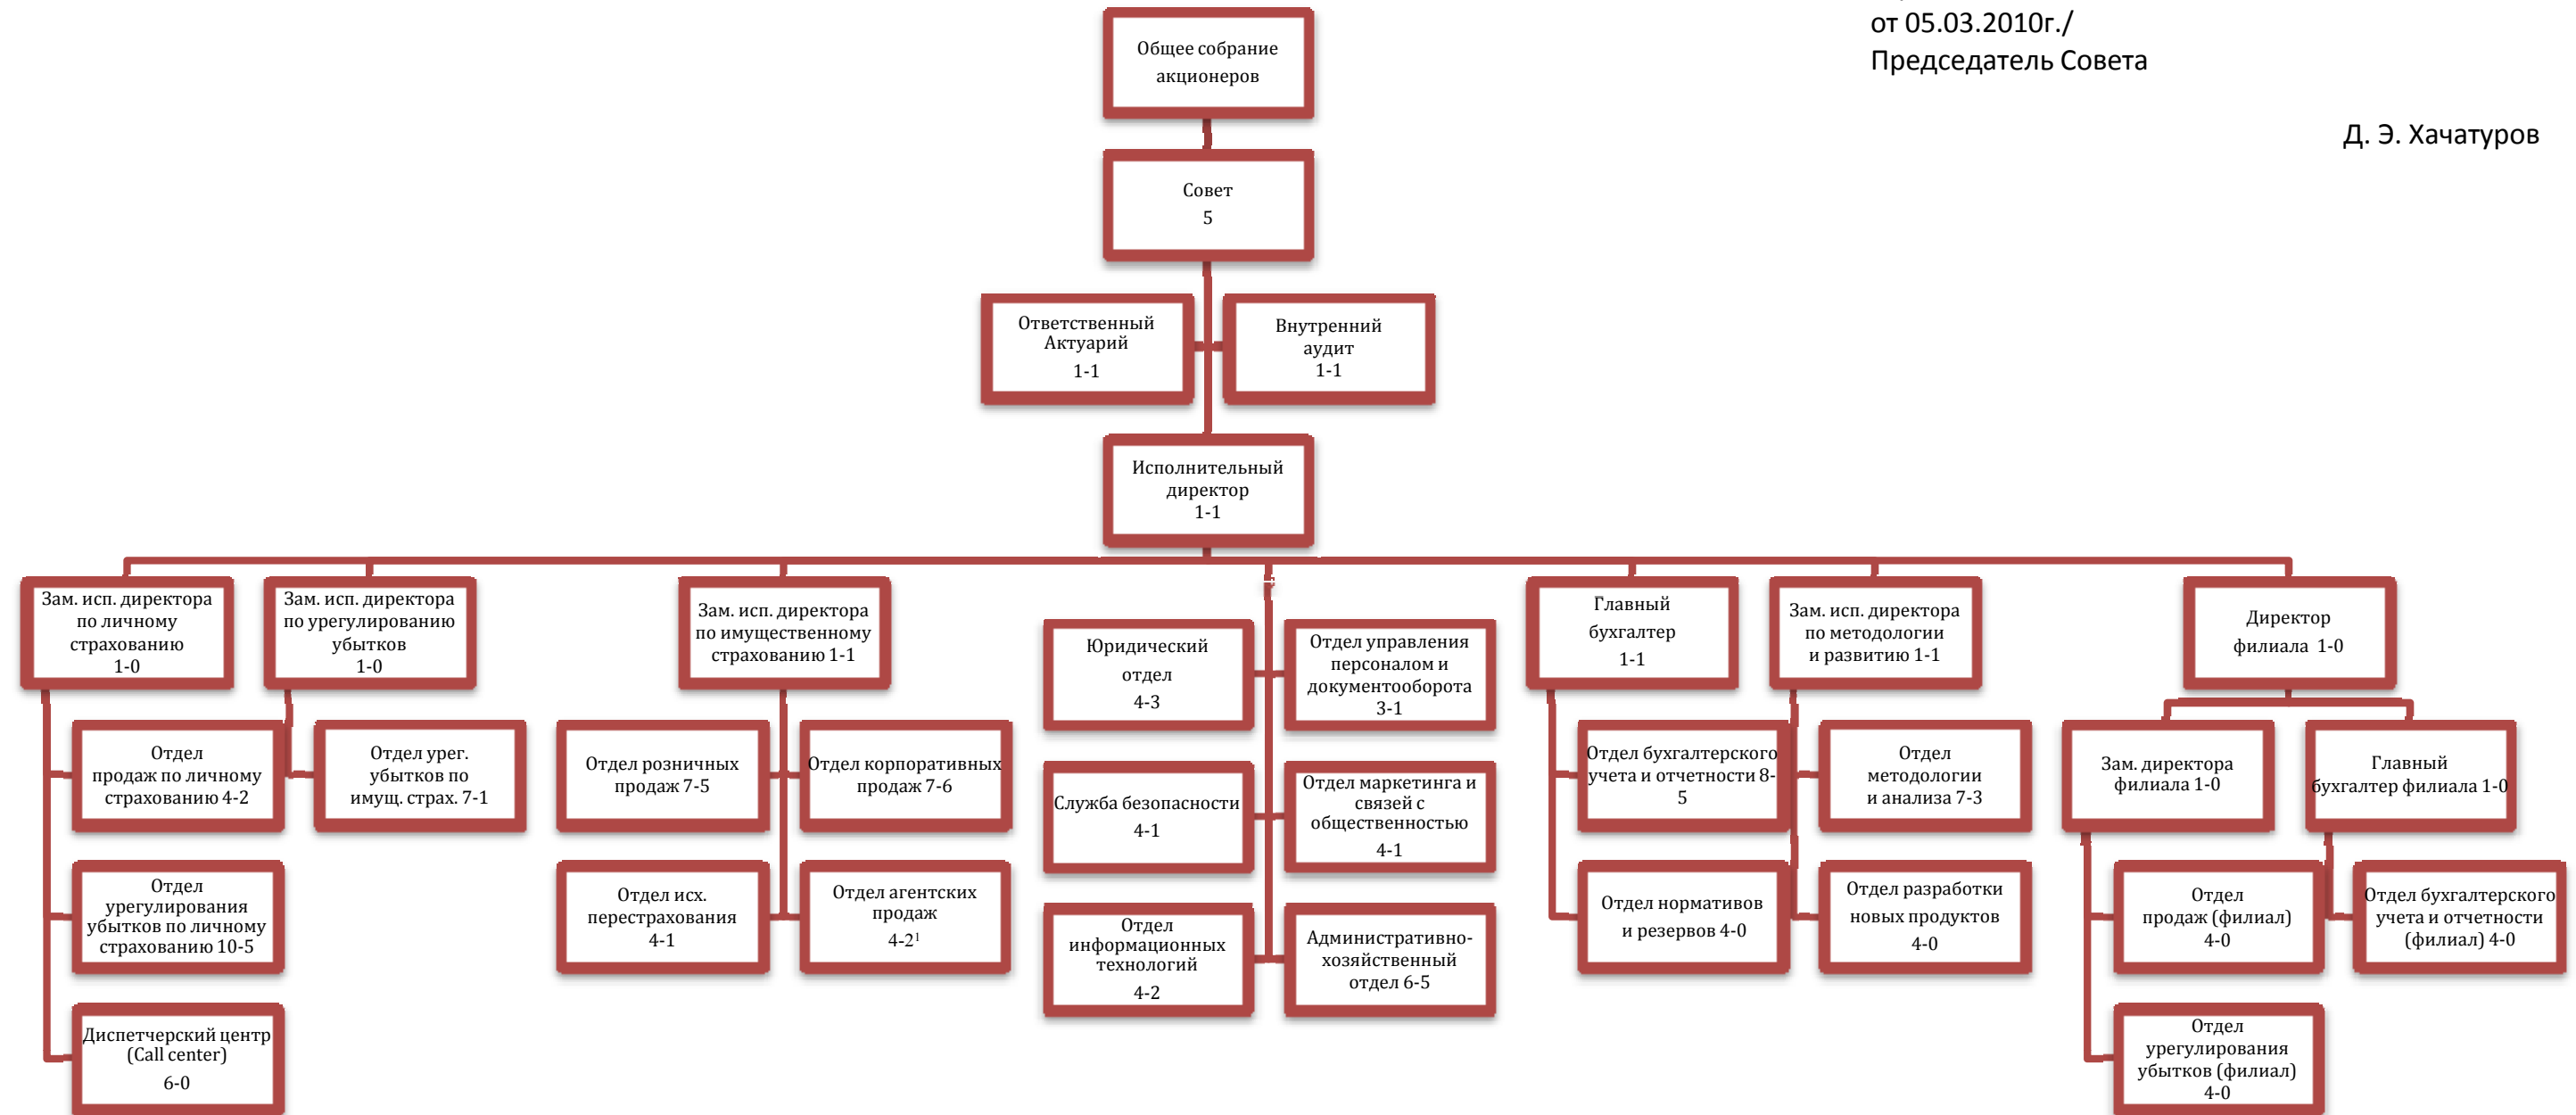 от 05.03.2010г./
Председатель Совета
Д. Э. Хачатуров
Общее собрание
акционеров
Совет
5
Ответственный
Актуарий
1-1
Внутренний
аудит
1-1
Исполнительный
директор
1-1
Зам. исп. директора
по личному
страхованию
1-0
Зам. исп. директора
по урегулированию
убытков
1-0
Зам. исп. директора
по имущественному
страхованию 1-1
Юридический
отдел
4-3
Отдел управления
персоналом и
документооборота
3-1
Главный
бухгалтер
1-1
Зам. исп. директора
по методологии
и развитию 1-1
Директор
филиала 1-0
Отдел
продаж по личному
страхованию 4-2
Отдел урег.
убытков по
имущ. страх. 7-1
Отдел розничных
продаж 7-5
Отдел корпоративных
продаж 7-6
Служба безопасности
4-1
Отдел маркетинга и
связей с
общественностью
4-1
Отдел бухгалтерского
учета и отчетности 8-
5
Отдел
методологии
и анализа 7-3
Зам. директора
филиала 1-0
Главный
бухгалтер филиала 1-0
Отдел
урегулирования
убытков по личному
страхованию 10-5
Отдел исх.
перестрахования
4-1
Отдел агентских
продаж
4-2¹
Отдел
информационных
технологий
4-2
Административно-
хозяйственный
отдел 6-5
Отдел нормативов
и резервов 4-0
Отдел разработки
новых продуктов
4-0
Отдел
продаж (филиал)
4-0
Отдел бухгалтерского
учета и отчетности
(филиал) 4-0
Диспетчерский центр
(Call center)
6-0
Отдел
урегулирования
убытков (филиал)
4-0